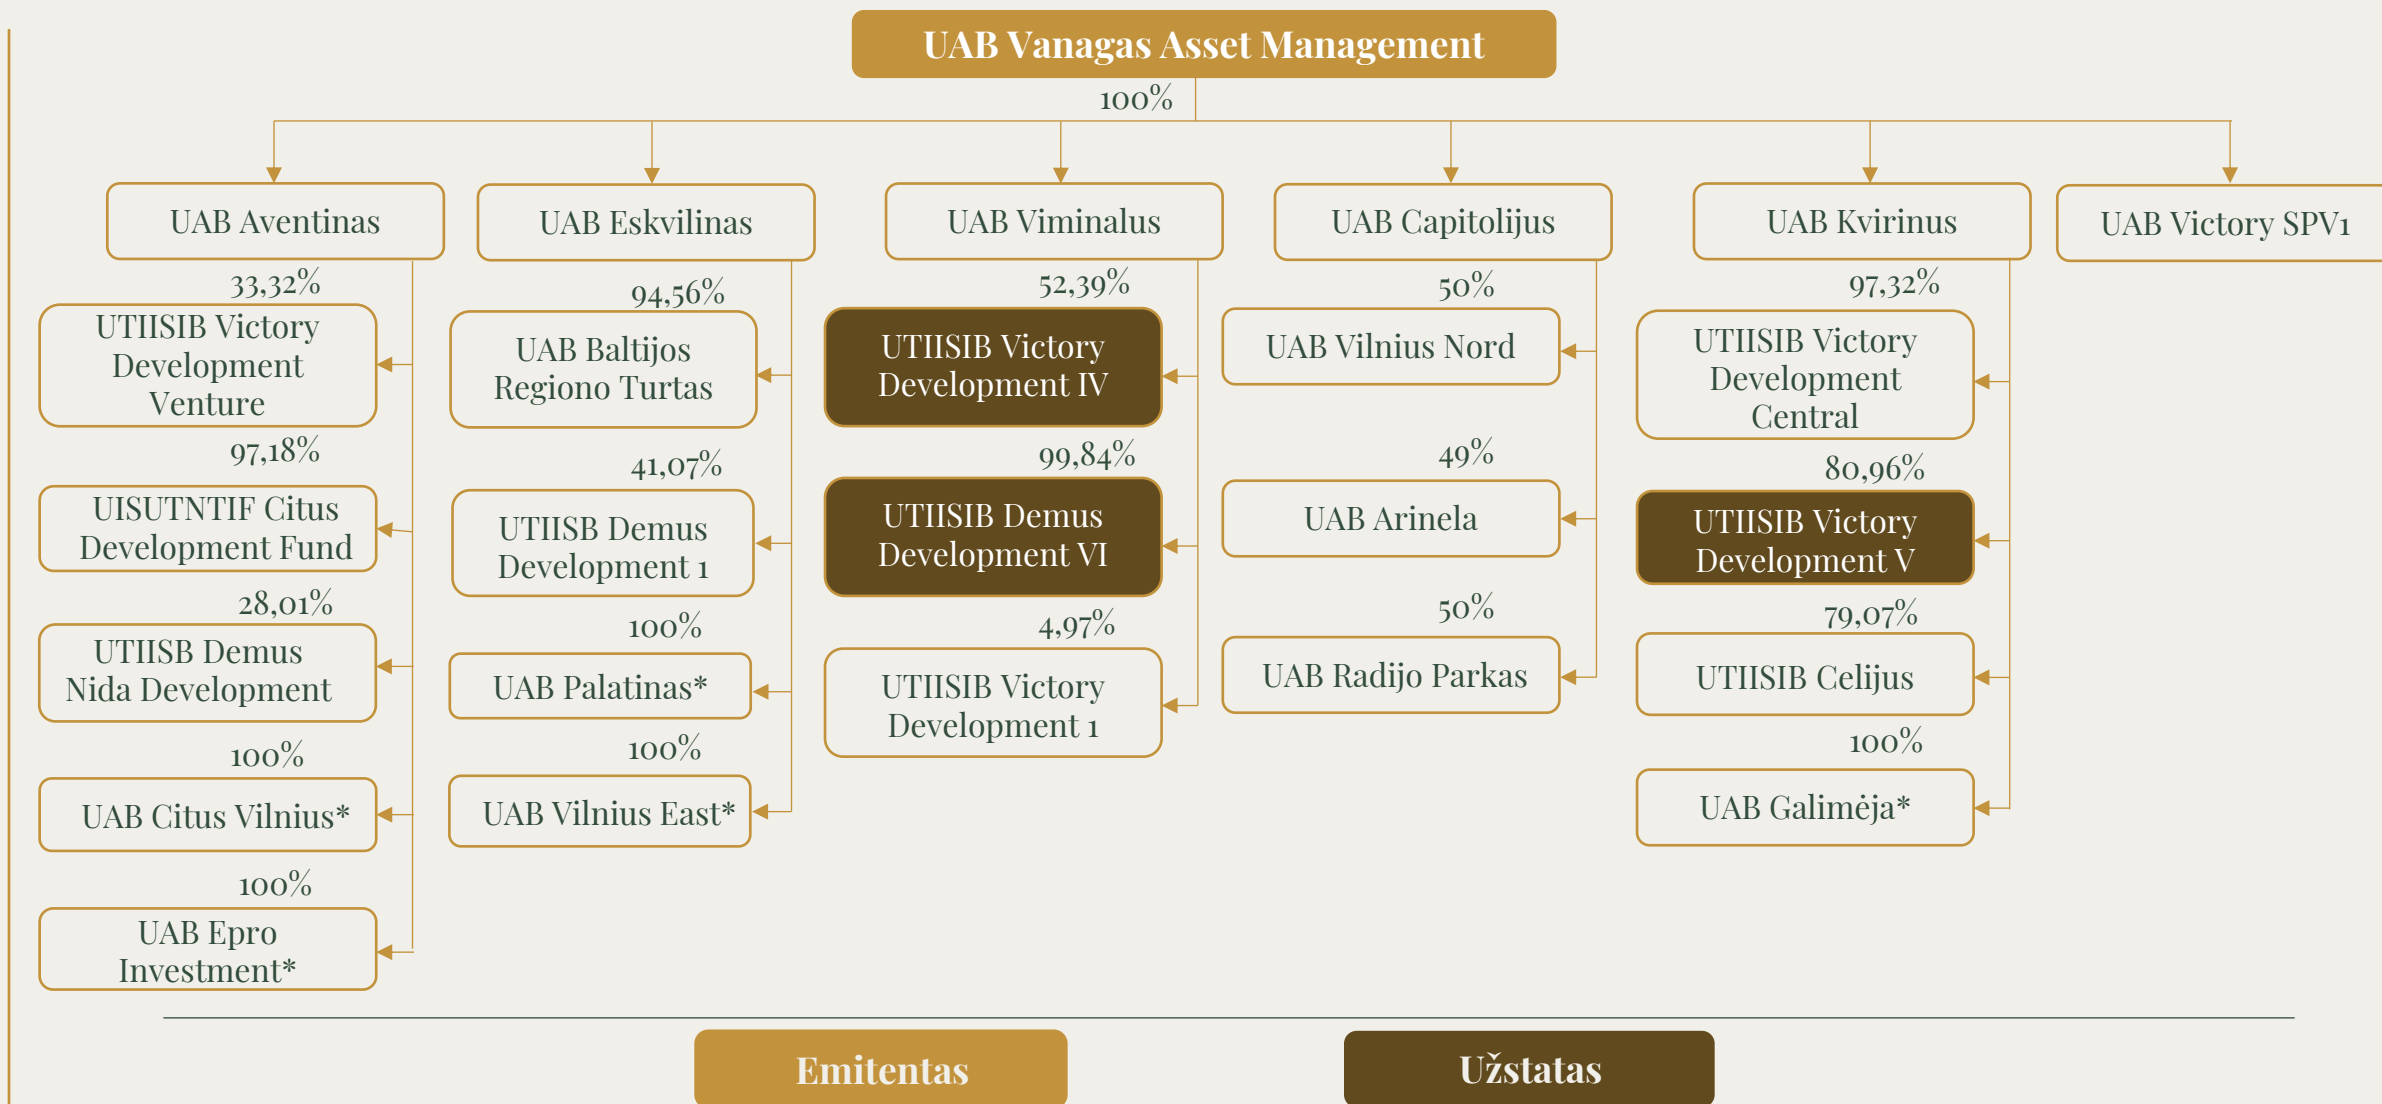 UAB Vanagas Asset Management
100%
UAB Aventinas
33,32%
UTIISIB Victory
Development
Venture
97,18%
UISUTNTIF Citus
Development Fund
28,01%
UTIISB Demus
Nida Development
100%
UAB Citus Vilnius*
100%
UAB Epro
Investment*
UAB Eskvilinas
94,56%
UAB Baltijos
Regiono Turtas
41,07%
UTIISB Demus
Development 1
100%
UAB Palatinas*
100%
UAB Vilnius East*
UAB Viminalus
52,39%
UTIISIB Victory
Development IV
99,84%
UTIISIB Demus
Development VI
4,97%
UTIISIB Victory
Development 1
UAB Capitolijus
50%
UAB Vilnius Nord
49%
UAB Arinela
50%
UAB Radijo Parkas
UAB Kvirinus
97,32%
UTIISIB Victory
Development
Central
80,96%
UTIISIB Victory
Development V
79,07%
UTIISIB Celijus
100%
UAB Galimėja*
UAB Victory SPV1
Emitentas
Užstatas